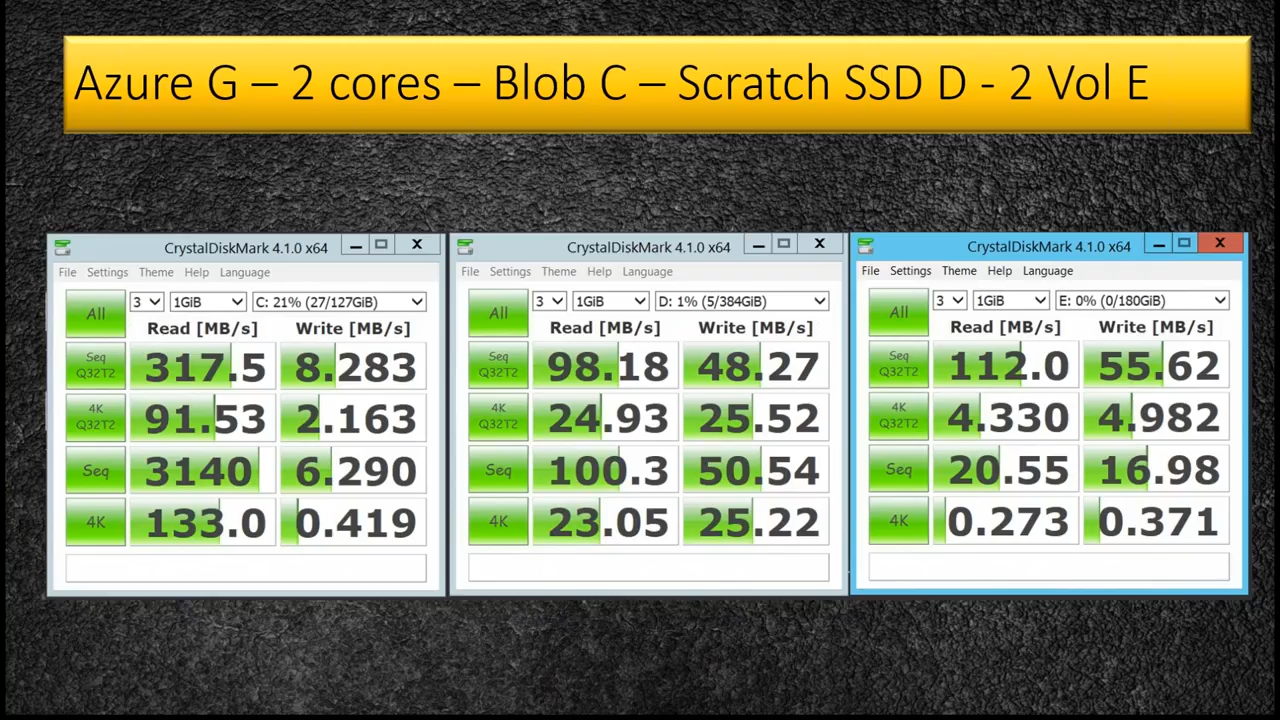 Azure G – 2 cores – Blob C – Scratch SSD D - 2 Vol E
CrystalDiskMark 4.1.0 x64
File Settings Theme Help Language
All 3 1GiB C: 21% (27/127GiB)
Read [MB/s] Write [MB/s]
Seq Q32T2 317.5 8.283
4K Q32T2 91.53 2.163
Seq 3140 6.290
4K 133.0 0.419
CrystalDiskMark 4.1.0 x64
File Settings Theme Help Language
All 3 1GiB D: 1% (5/384GiB)
Read [MB/s] Write [MB/s]
Seq Q32T2 98.18 48.27
4K Q32T2 24.93 25.52
Seq 100.3 50.54
4K 23.05 25.22
CrystalDiskMark 4.1.0 x64
File Settings Theme Help Language
All 3 1GiB E: 0% (0/180GiB)
Read [MB/s] Write [MB/s]
Seq Q32T2 112.0 55.62
4K Q32T2 4.330 4.982
Seq 20.55 16.98
4K 0.273 0.371